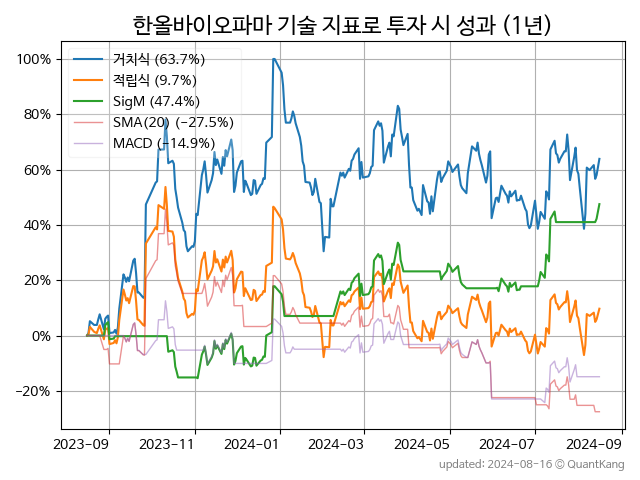 한올바이오파마 기술 지표로 투자 시 성과 (1년)
거치식 (63.7%)
적립식 (9.7%)
SigM (47.4%)
SMA(20) (−27.5%)
MACD (−14.9%)
100%
80%
60%
40%
20%
0%
−20%
2023-09 2023-11 2024-01 2024-03 2024-05 2024-07 2024-09
updated: 2024-08-16 ⓒ QuantKang